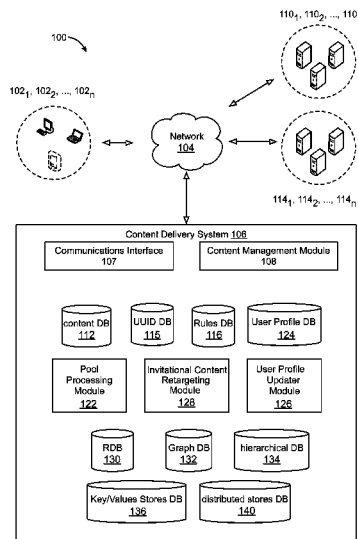 100
102₁, 102₂, ..., 102ₙ
110₁, 110₂, ..., 110
Network
104
114₁, 114₂, ..., 114ₙ
Content Delivery System 106
Communications Interface
107
Content Management Module
108
content DB
112
UUID DB
115
Rules DB
116
User Profile DB
124
Pool
Processing
Module
122
Invitational Content
Retargeting
Module
128
User Profile
Updater
Module
126
RDB
130
Graph DB
132
hierarchical DB
134
Key/Values Stores DB
136
distributed stores DB
140